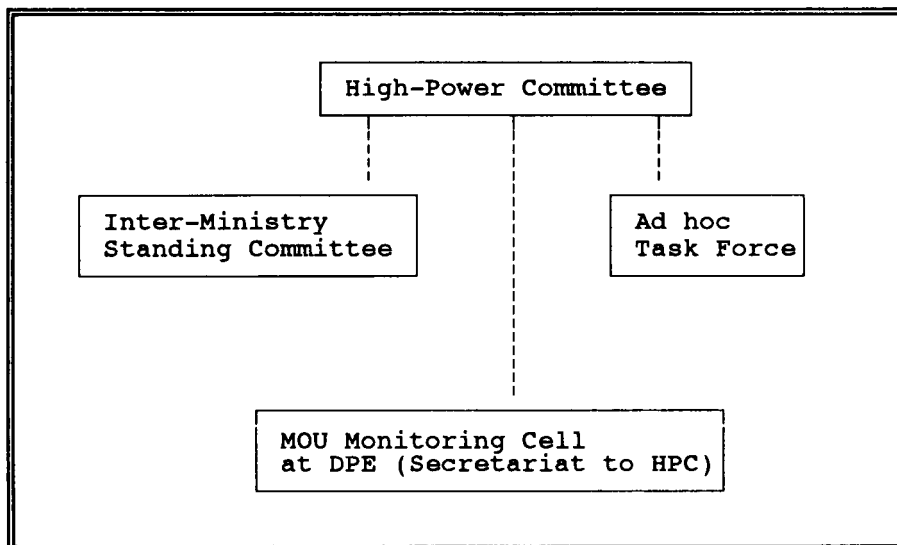 High-Power Committee
Inter-Ministry
Standing Committee
Ad hoc
Task Force
MOU Monitoring Cell
at DPE (Secretariat to HPC)